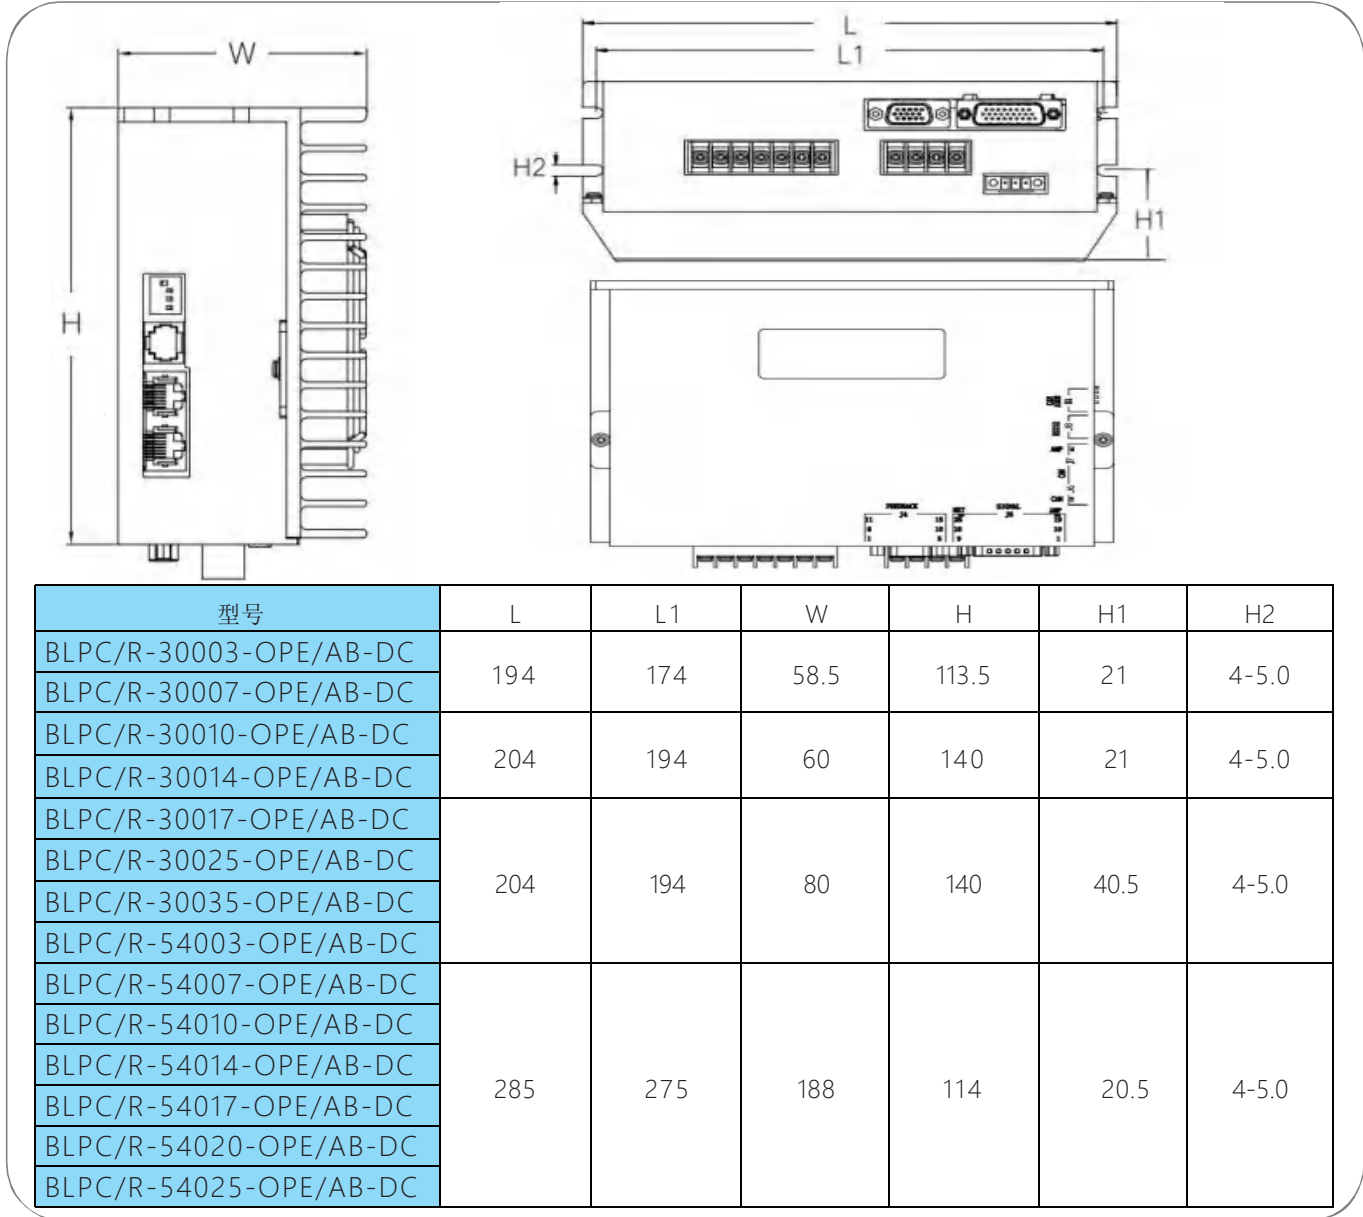 W
L
L1
H2
H1
H
FEEDBACK
J4
SIGNAL
型号 L L1 W H H1 H2
BLPC/R-30003-OPE/AB-DC
BLPC/R-30007-OPE/AB-DC
194 174 58.5 113.5 21 4-5.0
BLPC/R-30010-OPE/AB-DC
BLPC/R-30014-OPE/AB-DC
204 194 60 140 21 4-5.0
BLPC/R-30017-OPE/AB-DC
BLPC/R-30025-OPE/AB-DC
BLPC/R-30035-OPE/AB-DC
BLPC/R-54003-OPE/AB-DC
204 194 80 140 40.5 4-5.0
BLPC/R-54007-OPE/AB-DC
BLPC/R-54010-OPE/AB-DC
BLPC/R-54014-OPE/AB-DC
BLPC/R-54017-OPE/AB-DC
BLPC/R-54020-OPE/AB-DC
BLPC/R-54025-OPE/AB-DC
285 275 188 114 20.5 4-5.0